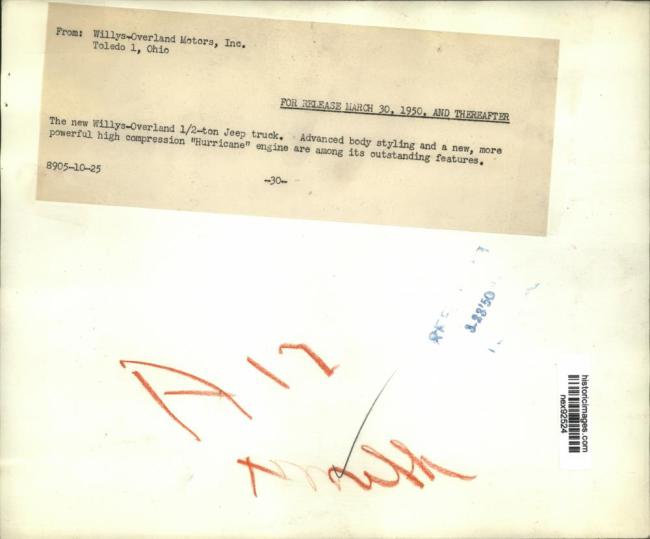 From: Willys-Overland Motors, Inc.
Toledo 1, Ohio
FOR RELEASE MARCH 30, 1950, AND THEREAFTER
The new Willys-Overland 1/2-ton Jeep truck. Advanced body styling and a new, more
powerful high compression "Hurricane" engine are among its outstanding features.
8905-10-25
-30-
A 17
historicimages.com
nex92524